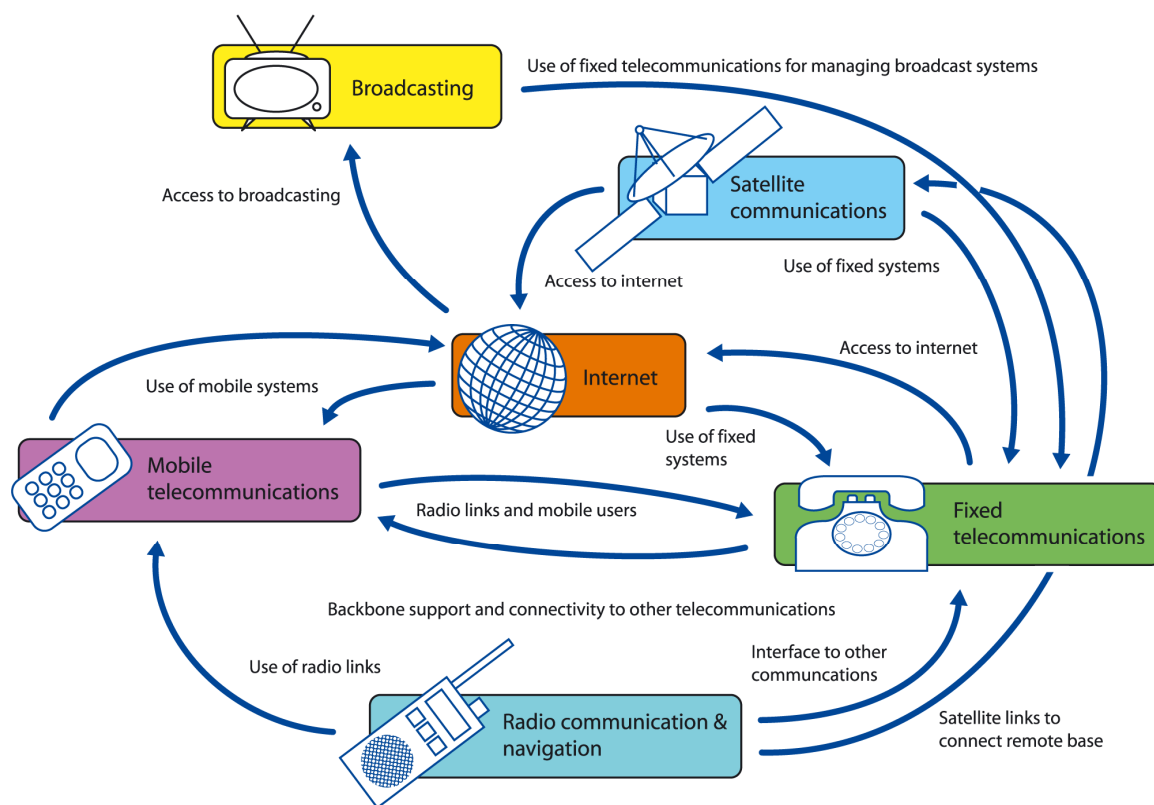 Use of fixed telecommunications for managing broadcast systems
Broadcasting
Access to broadcasting
Satellite
communications
Use of fixed systems
Access to internet
Access to internet
Internet
Use of mobile systems
Use of fixed
systems
Mobile
telecommunications
Radio links and mobile users
Fixed
telecommunications
Backbone support and connectivity to other telecommunications
Interface to other
communcations
Use of radio links
Radio communication &
navigation
Satellite links to
connect remote base